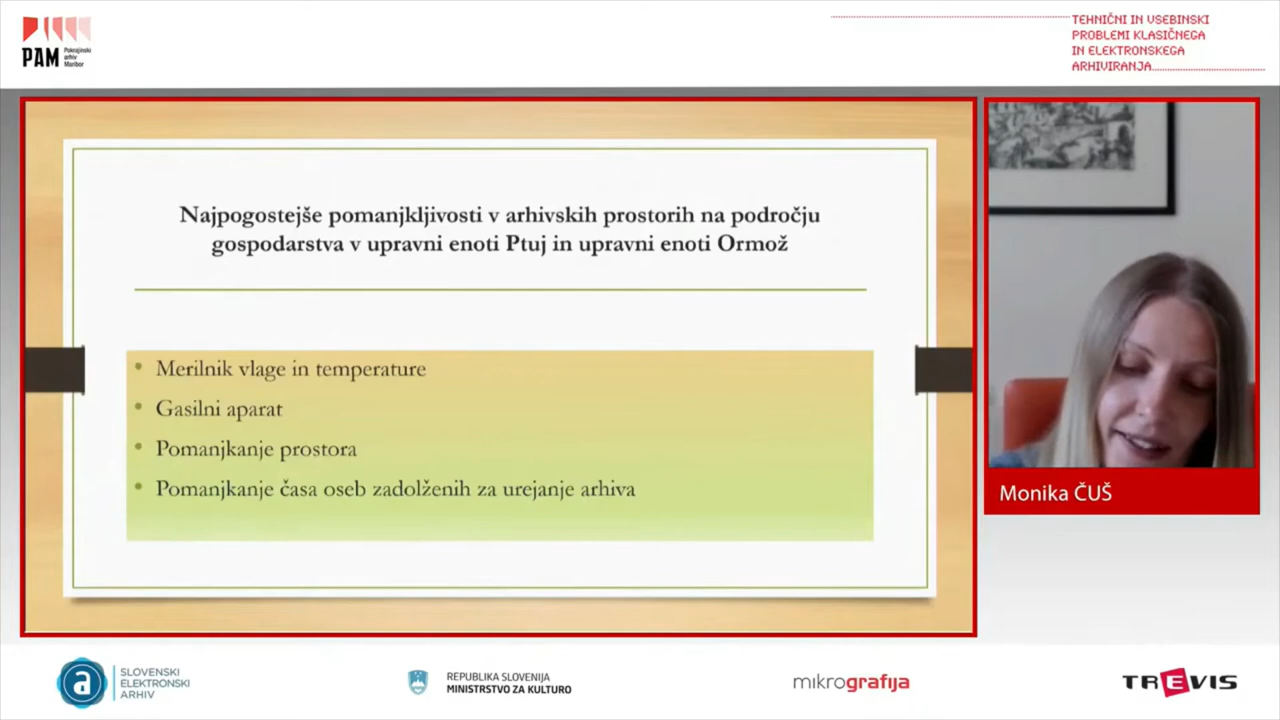 PAM
Pokrajinski
arhiv
Maribor
TEHNIČNI IN VSEBINSKI
PROBLEMI KLASIČNEGA
IN ELEKTRONSKEGA
ARHIVIRANJA
Najpogostejše pomanjkljivosti v arhivskih prostorih na področju
gospodarstva v upravni enoti Ptuj in upravni enoti Ormož
• Merilnik vlage in temperature
• Gasilni aparat
• Pomanjkanje prostora
• Pomanjkanje časa oseb zadolženih za urejanje arhiva
Monika ČUŠ
a
SLOVENSKI
ELEKTRONSKI
ARHIV
REPUBLIKA SLOVENIJA
MINISTRSTVO ZA KULTURO
mikrografija
TREVIS